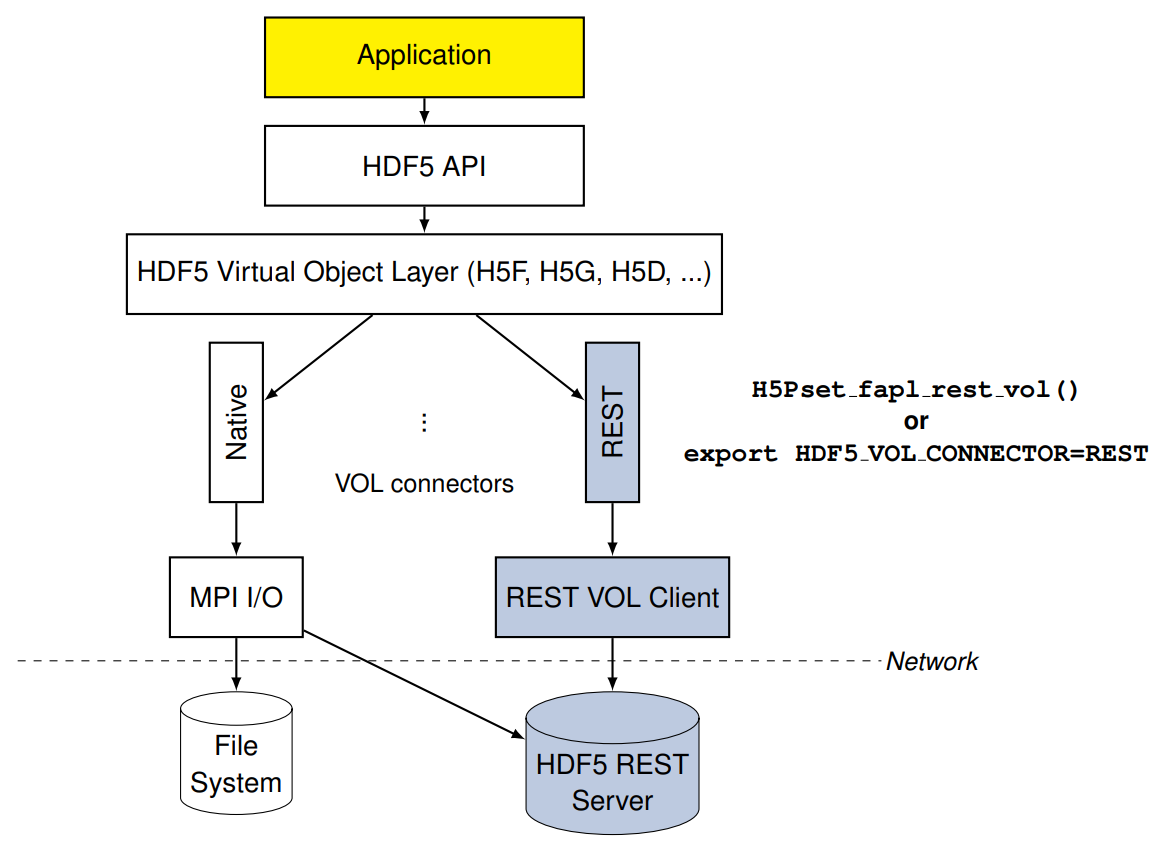 Application
HDF5 API
HDF5 Virtual Object Layer (H5F, H5G, H5D, ...)
Native
...
VOL connectors
REST
H5Pset_fapl_rest_vol()
or
export HDF5_VOL_CONNECTOR=REST
MPI I/O
REST VOL Client
Network
File
System
HDF5 REST
Server